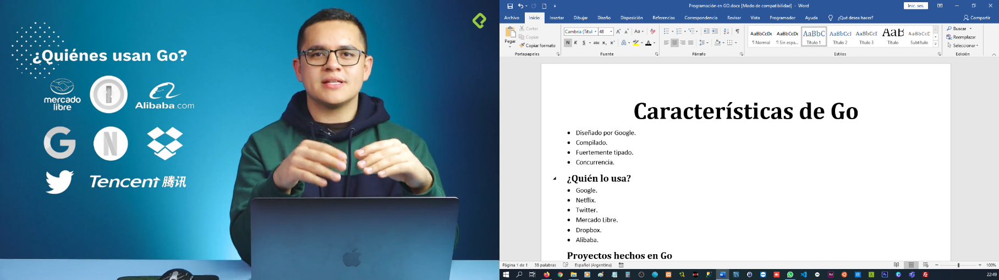 ¿Quiénes usan Go?
mercado
libre
Alibaba.com
G
N
Tencent 腾讯
Programación en GO.docx [Modo de compatibilidad] - Word
Inic. ses.
Archivo Inicio Insertar Dibujar Diseño Disposición Referencias Correspondencia Revisar Vista Programador Ayuda ¿Qué desea hacer? Compartir
Pegar
Cortar
Copiar
Copiar formato
Portapapeles
Cambria (Títul 48
N K S abc x₂ x²
Fuente
Párrafo
AaBbCcDc AaBbCcDc AaBbC AaBbCcI AaBbCcD AaB AaBbCcD
¶ Normal ¶ Sin espa... Título 1 Título 2 Título 3 Título Subtítulo
Estilos
Buscar
Reemplazar
Seleccionar
Edición
Características de Go
Diseñado por Google.
Compilado.
Fuertemente tipado.
Concurrencia.
¿Quién lo usa?
Google.
Netflix.
Twitter.
Mercado Libre.
Dropbox.
Alibaba.
Proyectos hechos en Go
Página 1 de 1 38 palabras Español (Argentina) 100%
22:49